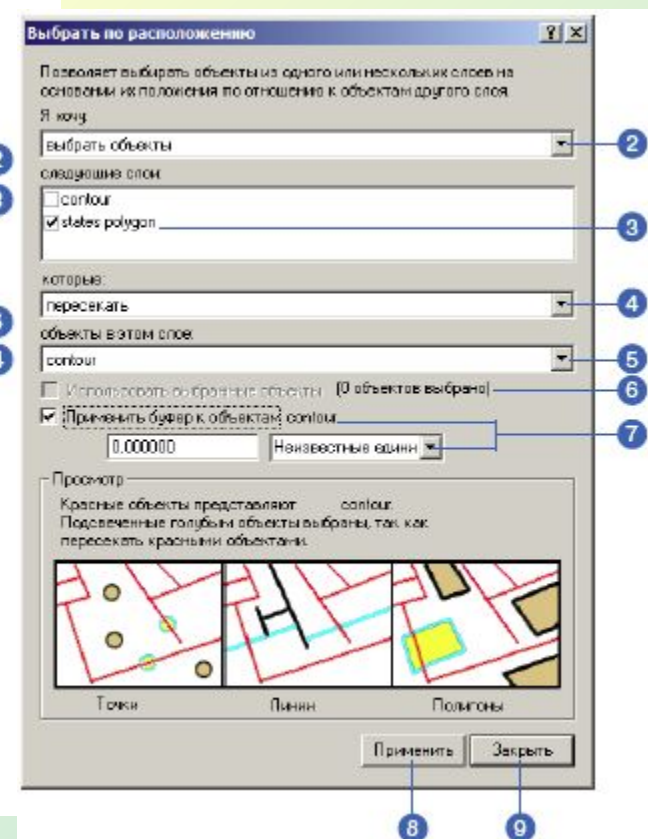 Выбрать по расположению
Позволяет выбирать объекты из одного или нескольких слоев на
основании их положения по отношению к объектам другого слоя
Я хочу:
выбрать объекты
2
следующие слои:
contour
states polygon
3
которые:
пересекать
4
объекты в этом слое:
contour
5
Использовать выбранные объекты (0 объектов выбрано)
6
Применить буфер к объектам contour
7
0.000000 Неизвестные едини
Просмотр
Красные объекты представляют contour.
Подсвеченные голубым объекты выбраны, так как
пересекать красными объектами.
Точки Линии Полигоны
Применить Закрыть
8 9